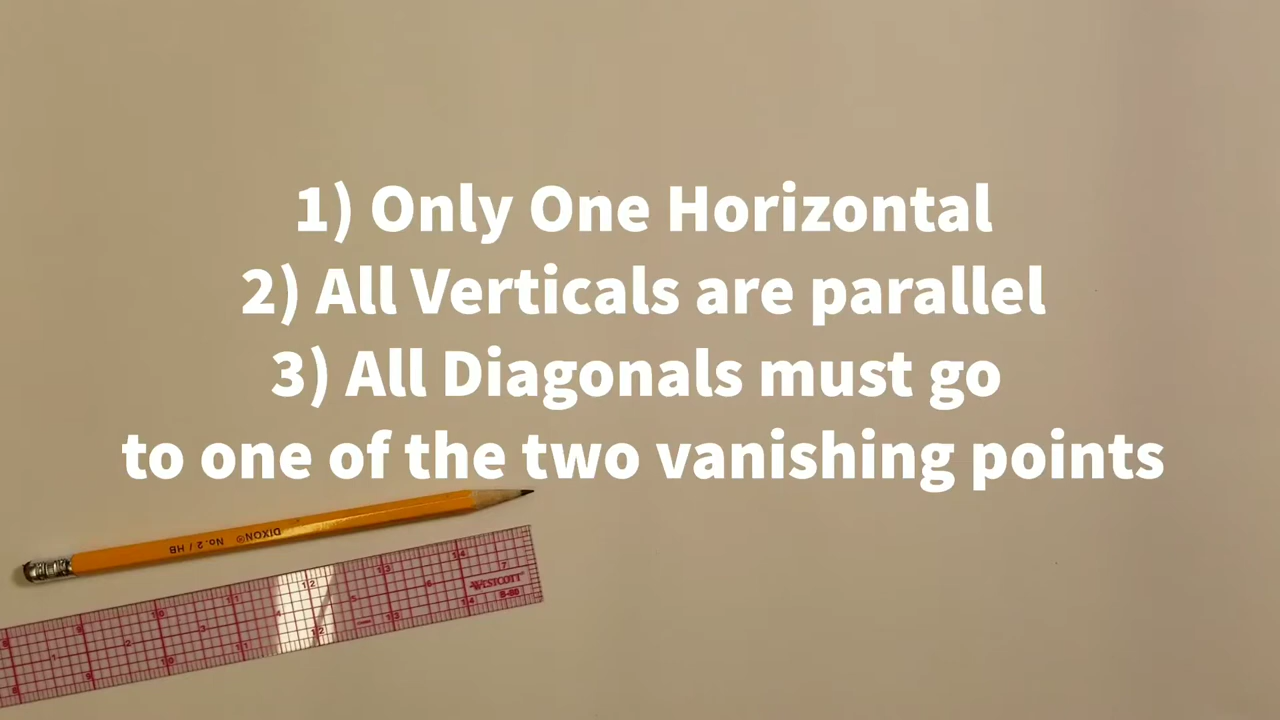 1) Only One Horizontal
2) All Verticals are parallel
3) All Diagonals must go
to one of the two vanishing points
DIXON® No. 2 / HB
WESTCOTT
B-80